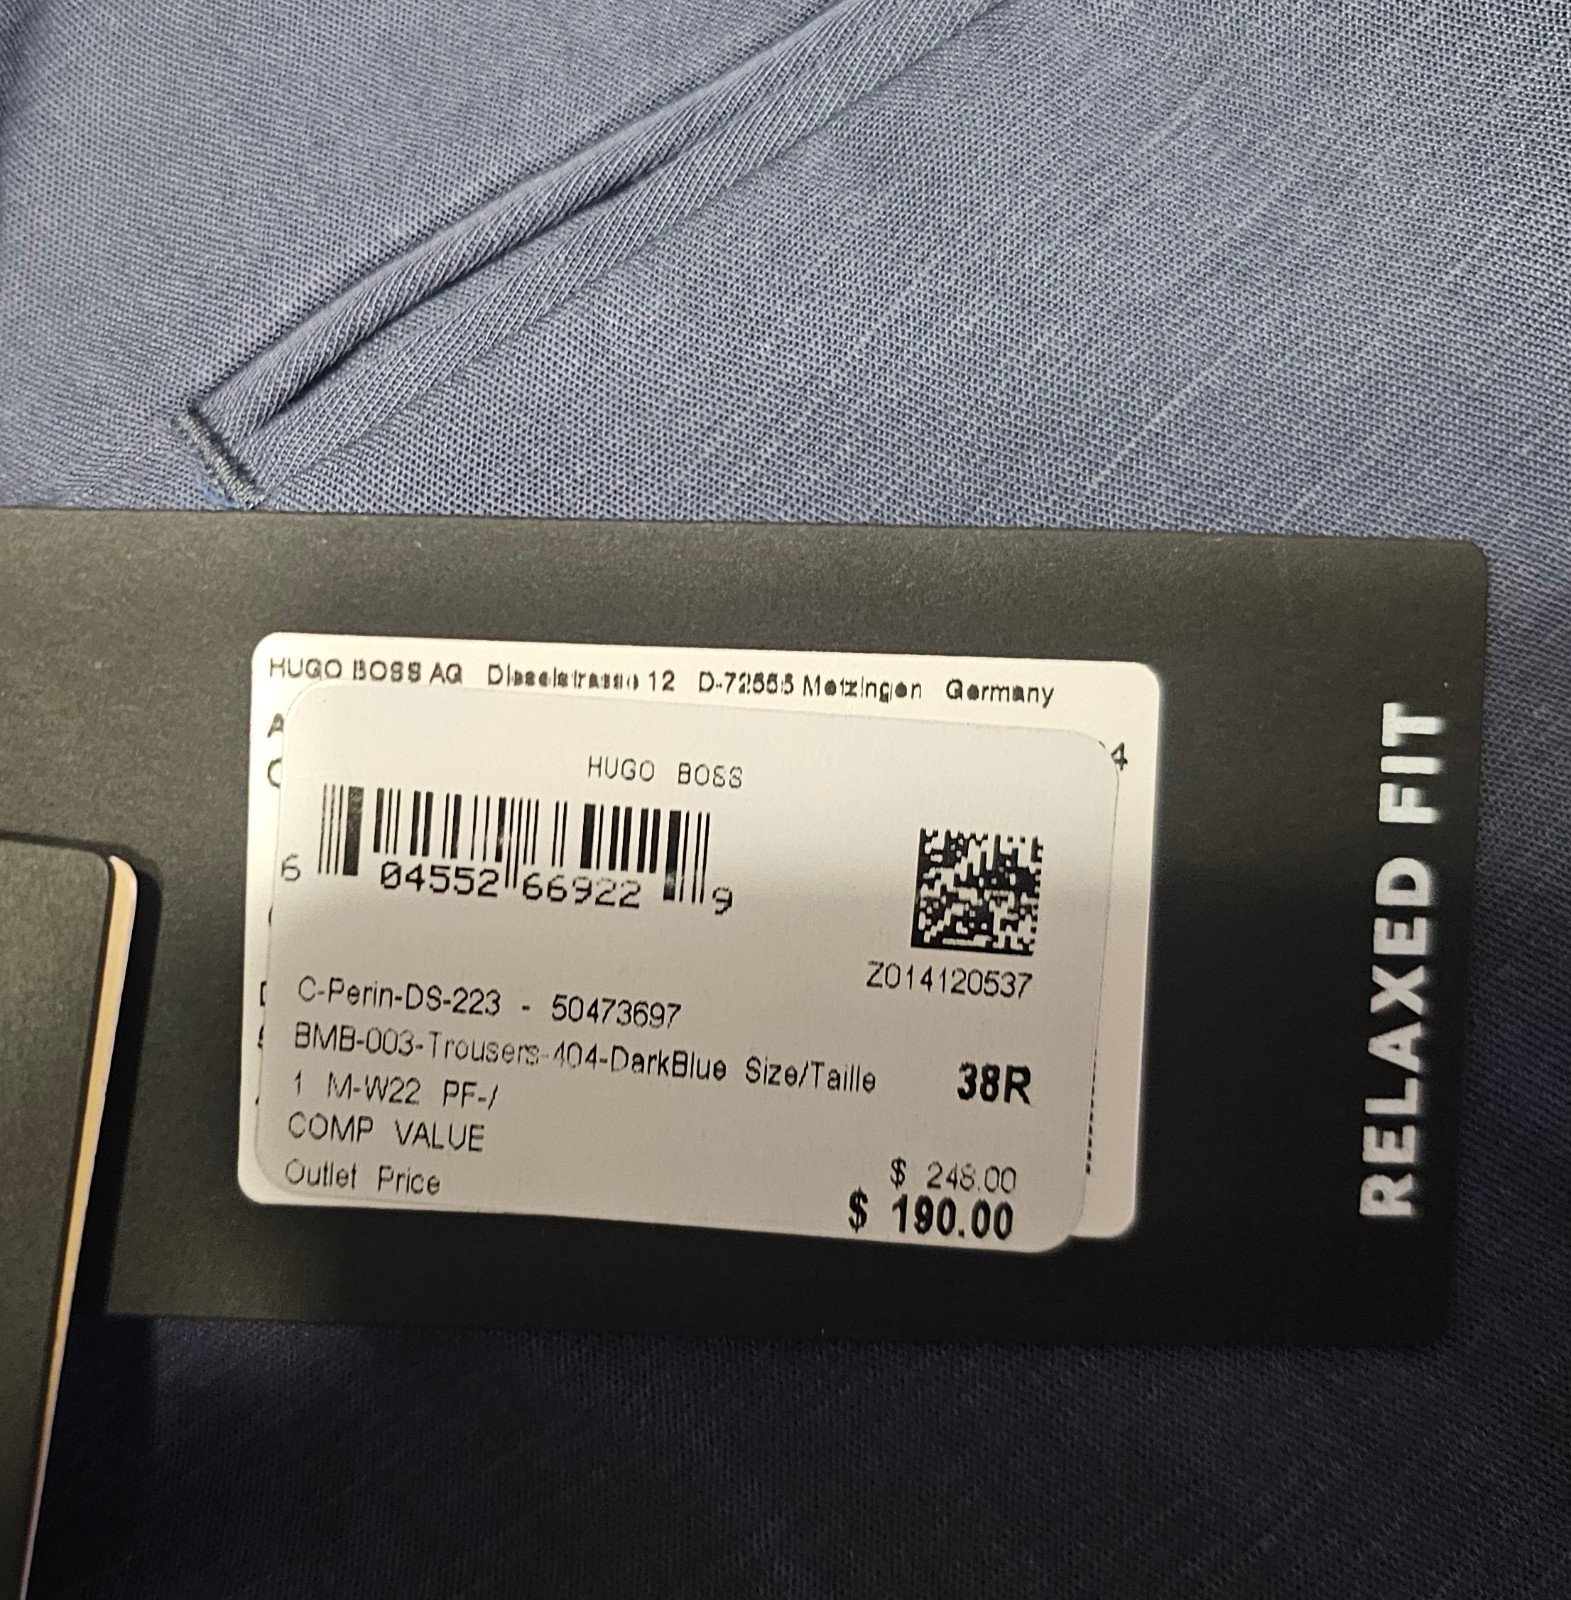 HUGO BOSS AG Dieselstrasse 12 D-72555 Metzingen Germany
A
4
C
HUGO BOSS
6 04552 66922 9
Z014120537
C-Perin-DS-223 - 50473697
BMB-003-Trousers-404-DarkBlue Size/Taille 38R
1 M-W22 PF-/
COMP VALUE $ 248.00
Outlet Price $ 190.00
RELAXED FIT